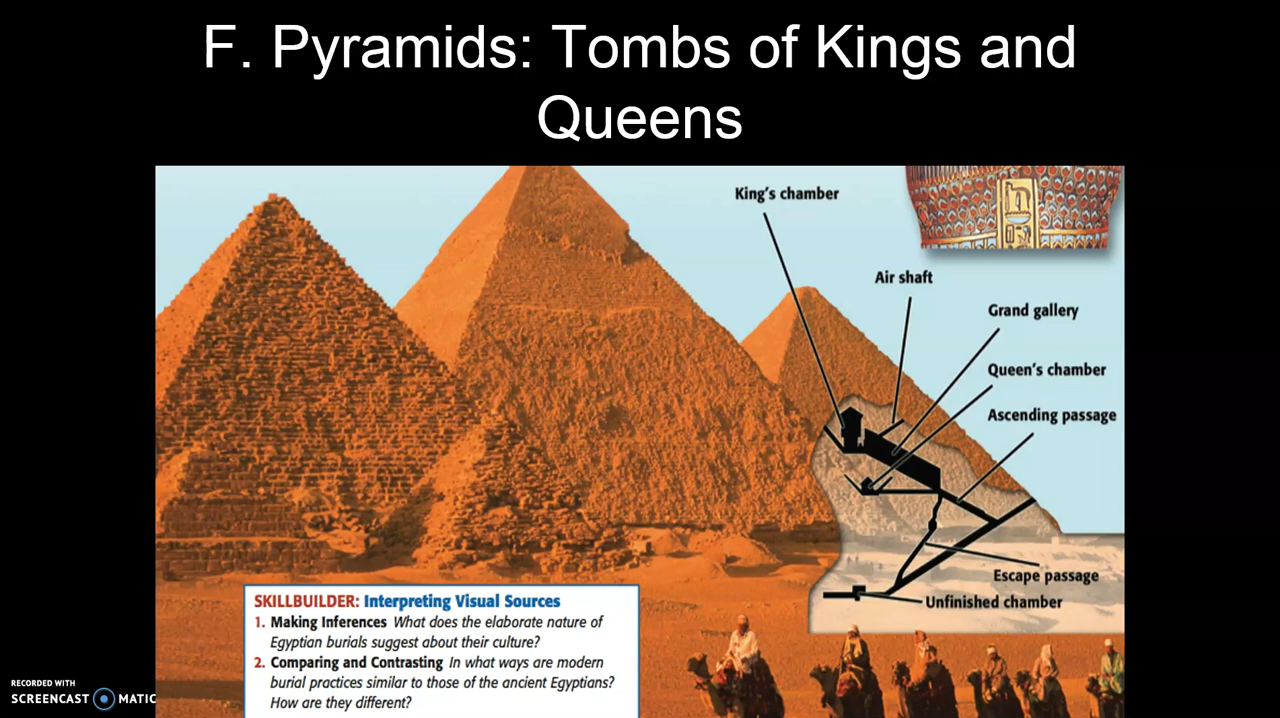 F. Pyramids: Tombs of Kings and
Queens
King's chamber
Air shaft
Grand gallery
Queen's chamber
Ascending passage
Escape passage
Unfinished chamber
SKILLBUILDER: Interpreting Visual Sources
1. Making Inferences What does the elaborate nature of
Egyptian burials suggest about their culture?
2. Comparing and Contrasting In what ways are modern
burial practices similar to those of the ancient Egyptians?
How are they different?
RECORDED WITH
SCREENCAST MATIC